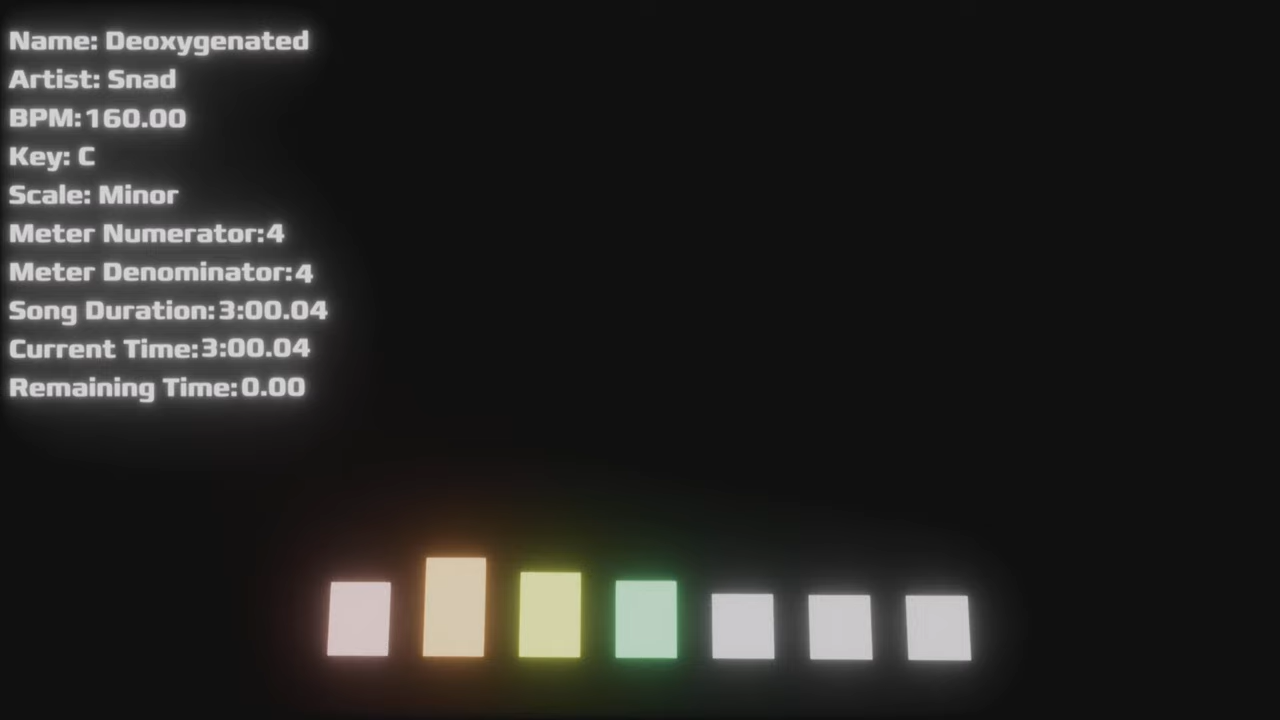 Name: Deoxygenated
Artist: Snad
BPM:160.00
Key: C
Scale: Minor
Meter Numerator:4
Meter Denominator:4
Song Duration:3:00.04
Current Time:3:00.04
Remaining Time:0.00